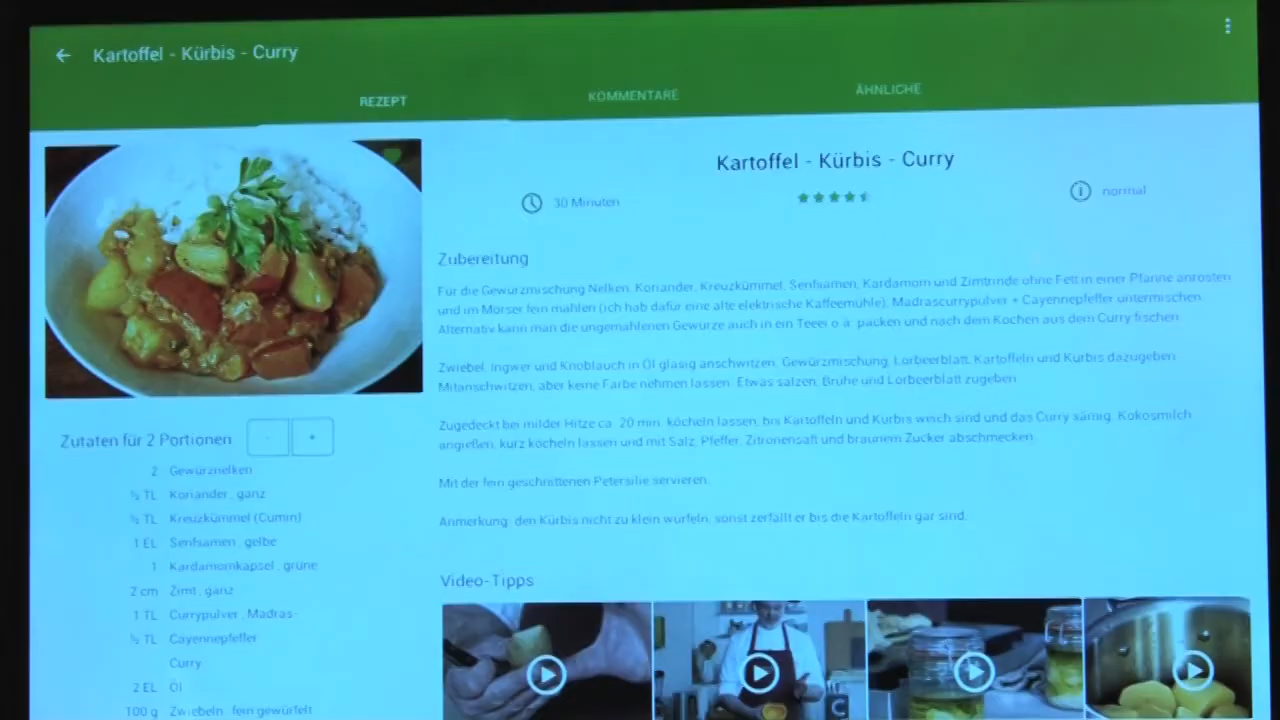 Kartoffel - Kürbis - Curry
REZEPT
KOMMENTARE
ÄHNLICHE
Kartoffel - Kürbis - Curry
30 Minuten
normal
Zubereitung
Für die Gewürzmischung Nelken, Koriander, Kreuzkümmel, Senfsamen, Kardamom und Zimtrinde ohne Fett in einer Pfanne anrösten
und im Mörser fein mahlen (ich hab dafür eine alte elektrische Kaffeemühle). Madrascurrypulver + Cayennepfeffer untermischen.
Alternativ kann man die ungemahlenen Gewürze auch in ein Teeei o.ä. packen und nach dem Kochen aus dem Curry fischen.
Zwiebel, Ingwer und Knoblauch in Öl glasig anschwitzen. Gewürzmischung, Lorbeerblatt, Kartoffeln und Kürbis dazugeben.
Mitanschwitzen, aber keine Farbe nehmen lassen. Etwas salzen, Brühe und Lorbeerblatt zugeben.
Zugedeckt bei milder Hitze ca. 20 min. köcheln lassen, bis Kartoffeln und Kürbis weich sind und das Curry sämig. Kokosmilch
angießen, kurz köcheln lassen und mit Salz, Pfeffer, Zitronensaft und braunem Zucker abschmecken.
Mit der fein geschnittenen Petersilie servieren.
Anmerkung: den Kürbis nicht zu klein würfeln, sonst zerfällt er bis die Kartoffeln gar sind.
Zutaten für 2 Portionen - +
2 Gewürznelken
½ TL Koriander, ganz
½ TL Kreuzkümmel (Cumin)
1 EL Senfsamen, gelbe
1 Kardamomkapsel, grüne
2 cm Zimt, ganz
1 TL Currypulver, Madras-
½ TL Cayennepfeffer
Curry
2 EL Öl
100 g Zwiebeln, fein gewürfelt
Video-Tipps